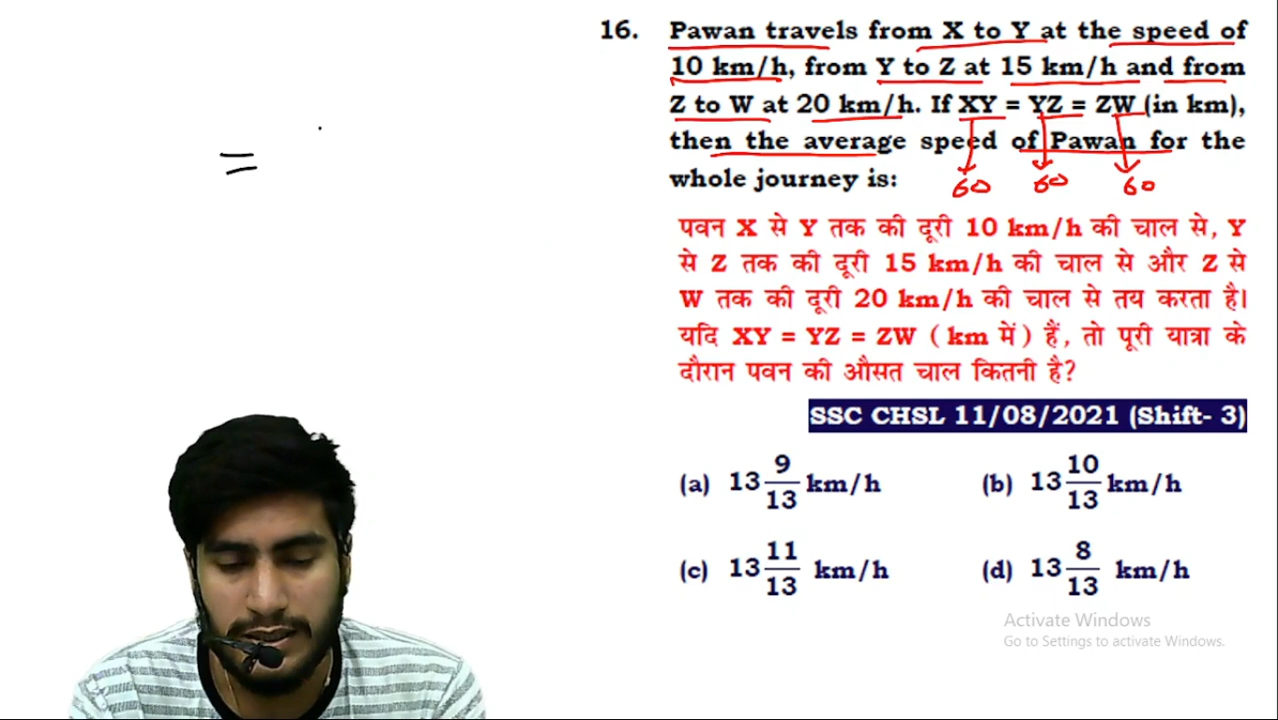 16. Pawan travels from X to Y at the speed of
10 km/h, from Y to Z at 15 km/h and from
Z to W at 20 km/h. If XY = YZ = ZW (in km),
then the average speed of Pawan for the
whole journey is:
60 60 60
=
पवन X से Y तक की दूरी 10 km/h की चाल से, Y
से Z तक की दूरी 15 km/h की चाल से और Z से
W तक की दूरी 20 km/h की चाल से तय करता है।
यदि XY = YZ = ZW ( km में ) हैं, तो पूरी यात्रा के
दौरान पवन की औसत चाल कितनी है?
SSC CHSL 11/08/2021 (Shift- 3)
(a) 13 9/13 km/h (b) 13 10/13 km/h
(c) 13 11/13 km/h (d) 13 8/13 km/h
Activate Windows
Go to Settings to activate Windows.